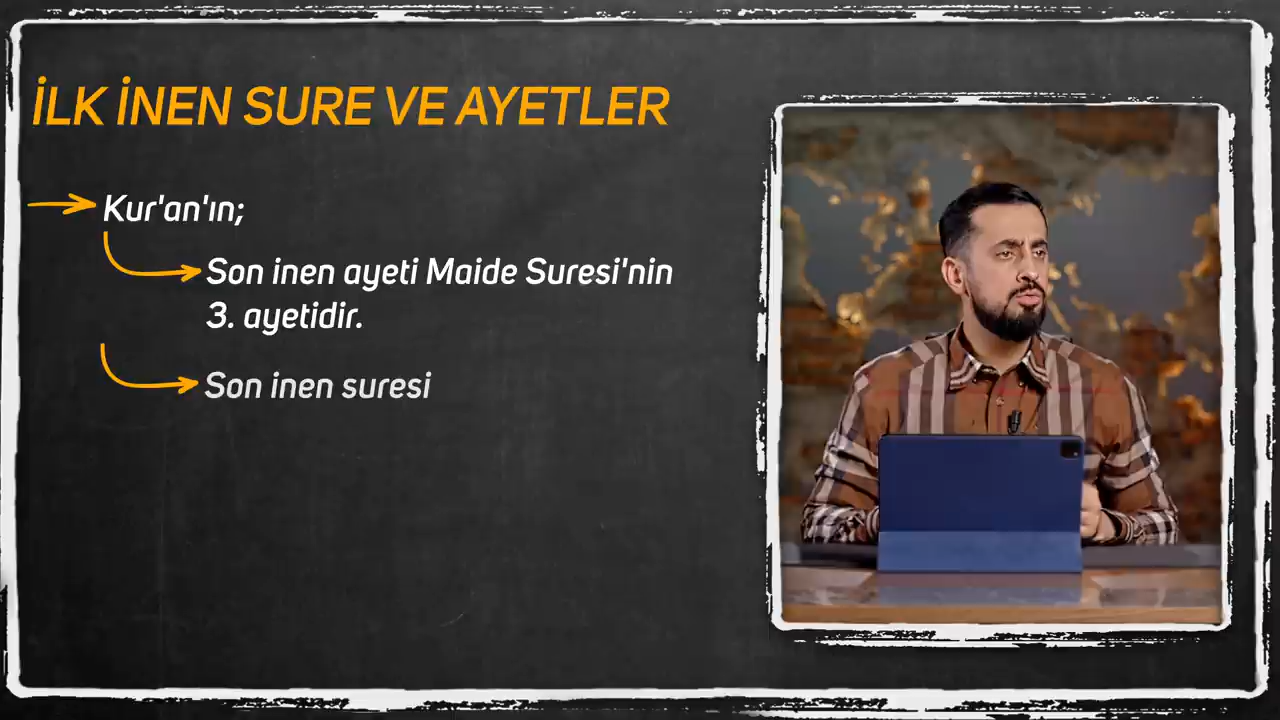 İLK İNEN SURE VE AYETLER
Kur'an'ın;
Son inen ayeti Maide Suresi'nin
3. ayetidir.
Son inen suresi